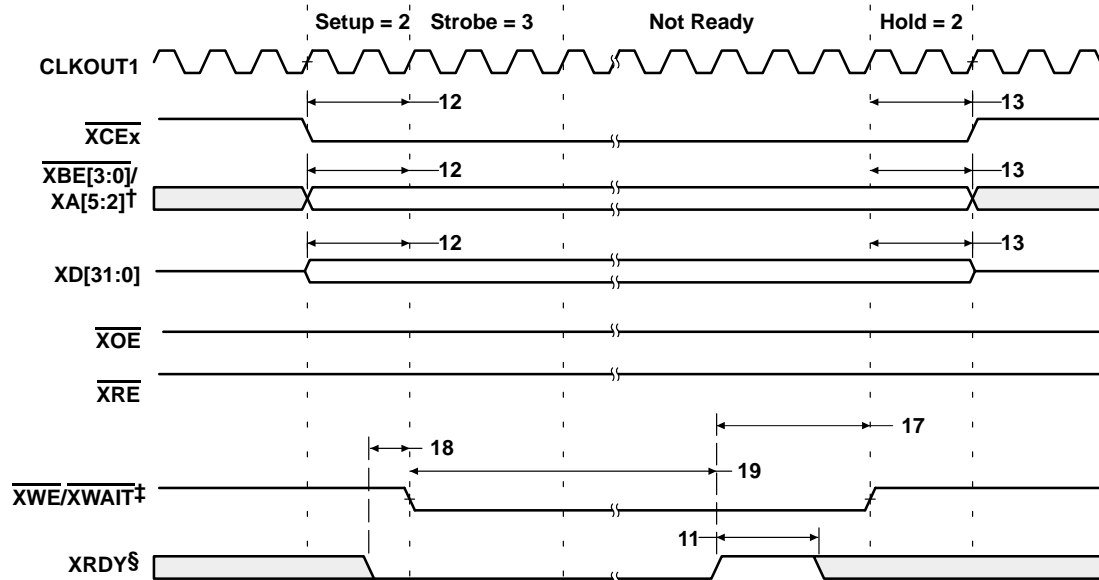 Setup = 2 Strobe = 3 Not Ready Hold = 2
CLKOUT1
12 13
XCEx
XBE[3:0]/
12 13
XA[5:2]†
12 13
XD[31:0]
XOE
XRE
17
18
19
XWE/XWAIT‡
11
XRDY§